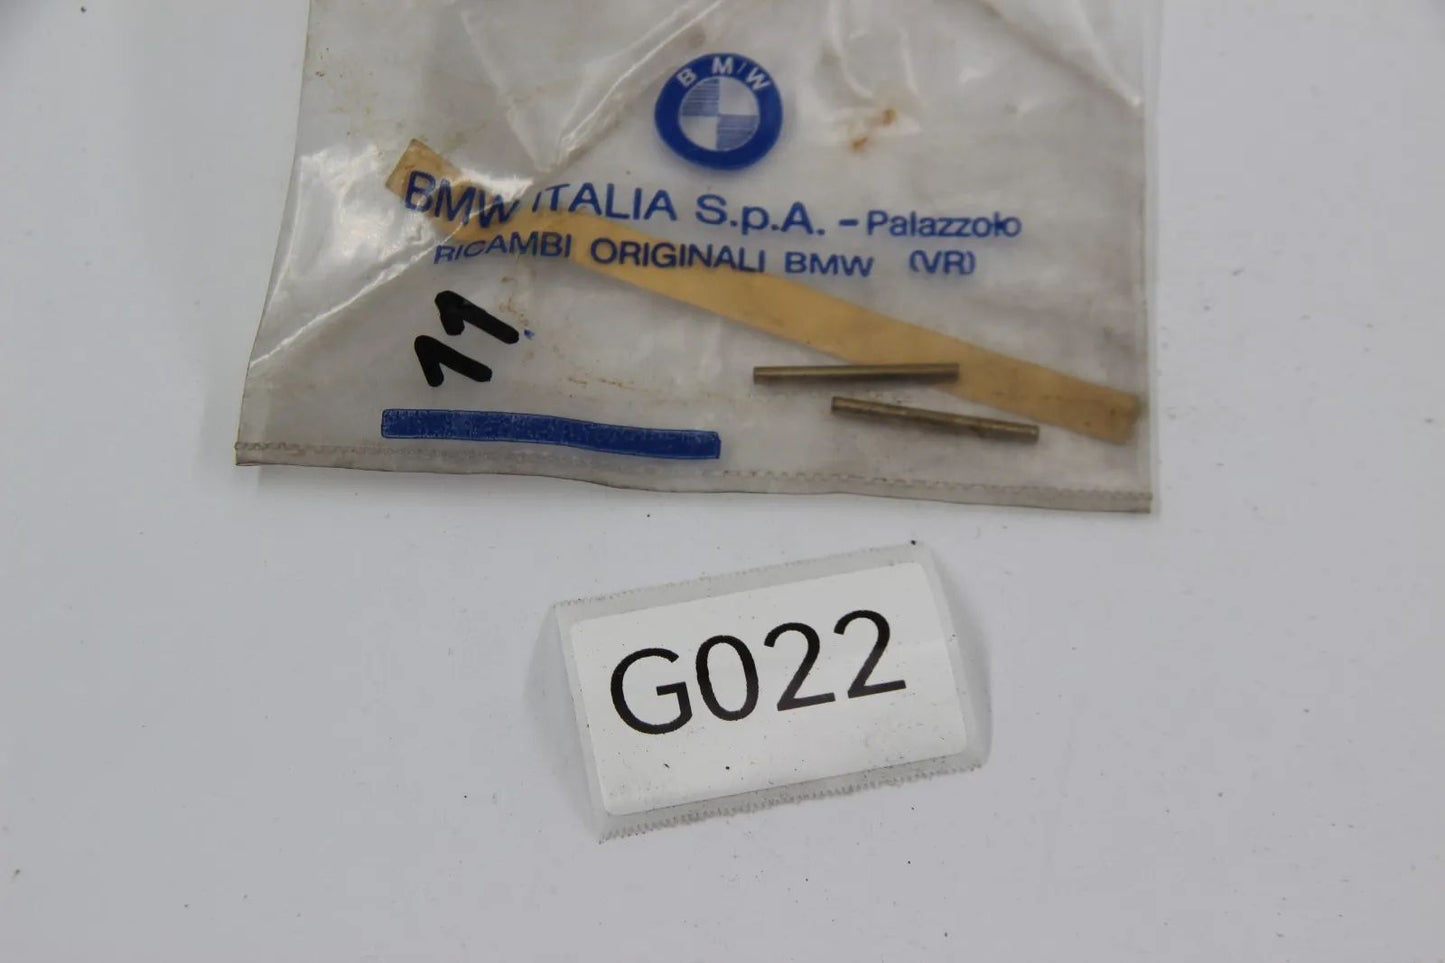 BMW
BMW ITALIA S.p.A. - Palazzolo
RICAMBI ORIGINALI BMW (VR)
11
G022